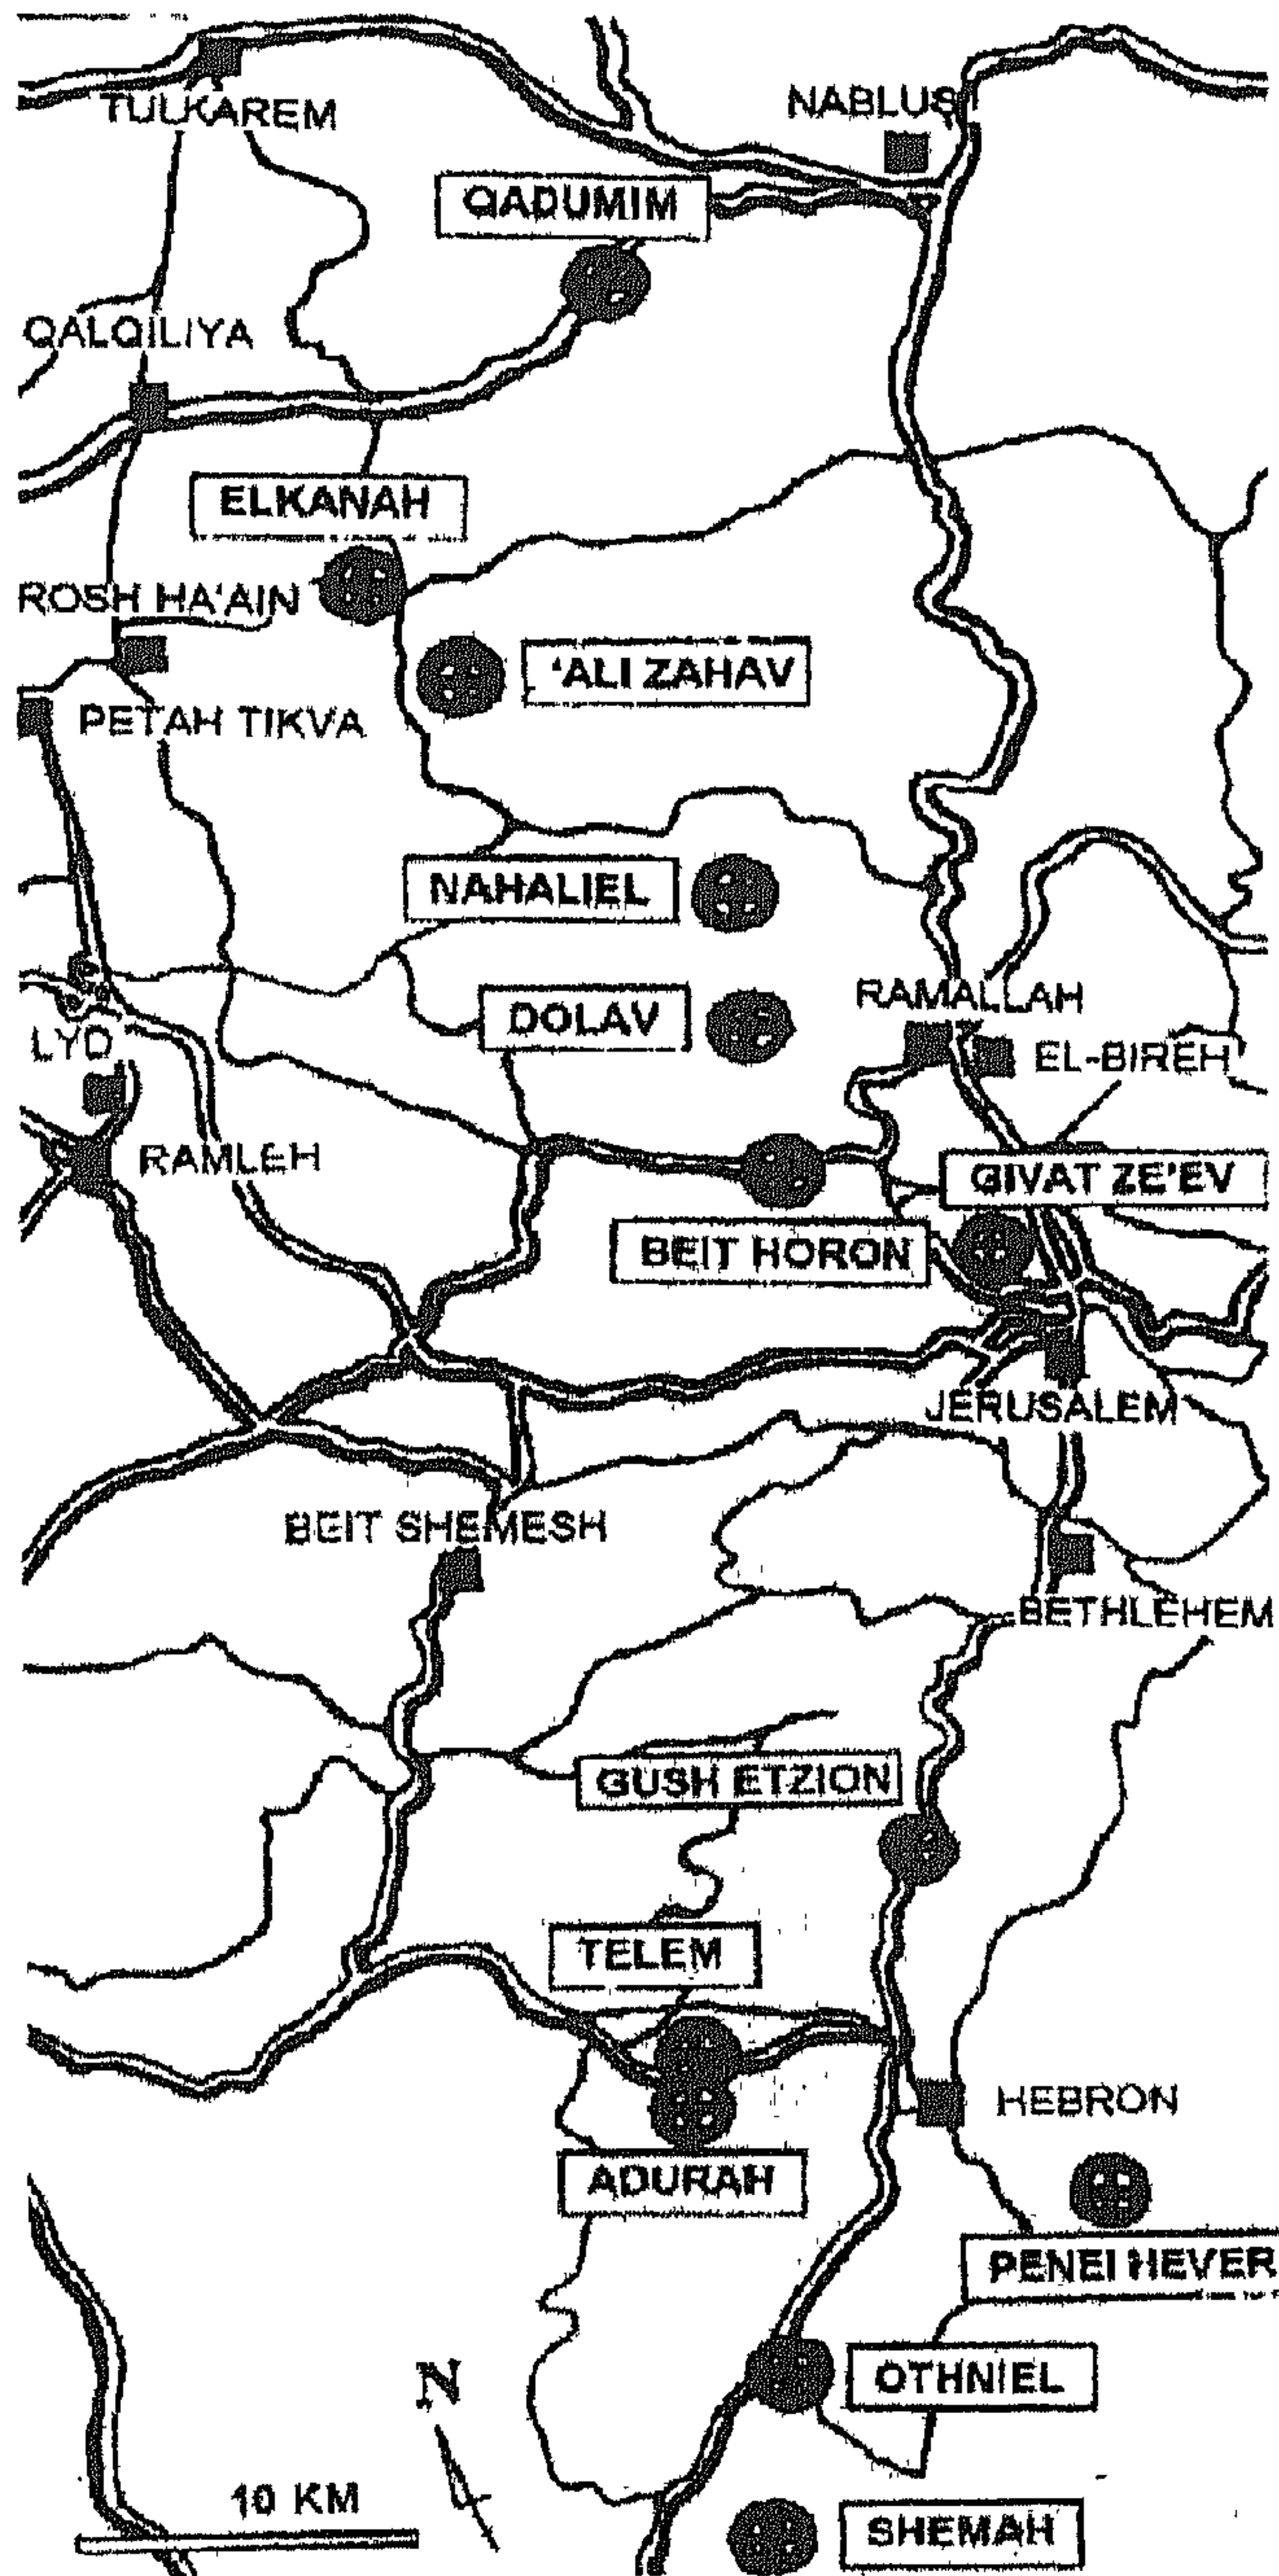 TULKAREM
NABLUS
QADUMIM
QALQILIYA
ELKANAH
ROSH HA'AIN
'ALI ZAHAV
PETAH TIKVA
NAHALIEL
RAMALLAH
DOLAV
LYD
EL-BIREH
RAMLEH
GIVAT ZE'EV
BEIT HORON
JERUSALEM
BEIT SHEMESH
BETHLEHEM
GUSH ETZION
TELEM
HEBRON
ADURAH
PENEI HEVER
N
OTHNIEL
10 KM
SHEMAH